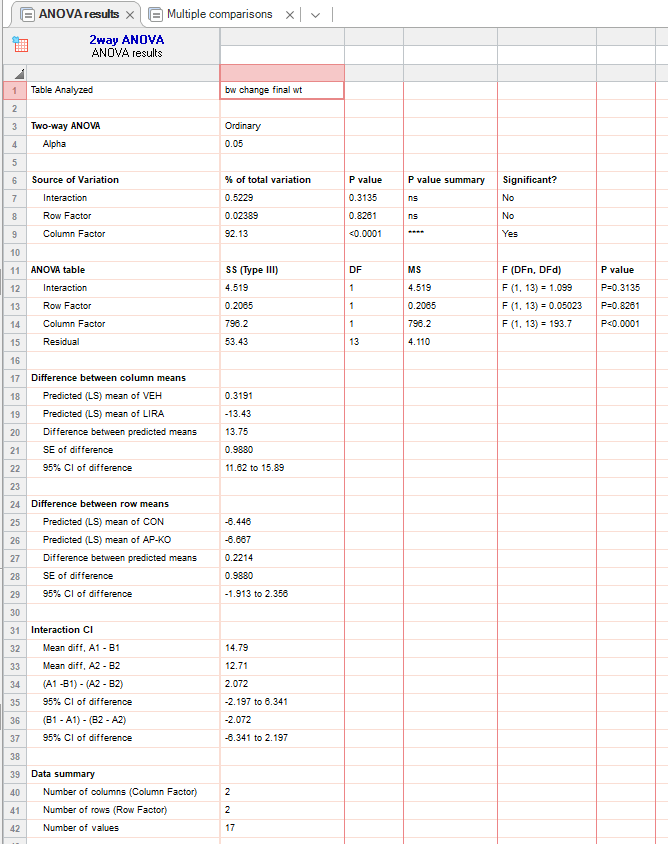 ANOVA results × Multiple comparisons ×
2way ANOVA
ANOVA results
1 Table Analyzed bw change final wt
2
3 Two-way ANOVA Ordinary
4 Alpha 0.05
5
6 Source of Variation % of total variation P value P value summary Significant?
7 Interaction 0.5229 0.3135 ns No
8 Row Factor 0.02389 0.8261 ns No
9 Column Factor 92.13 <0.0001 **** Yes
10
11 ANOVA table SS (Type III) DF MS F (DFn, DFd) P value
12 Interaction 4.519 1 4.519 F (1, 13) = 1.099 P=0.3135
13 Row Factor 0.2065 1 0.2065 F (1, 13) = 0.05023 P=0.8261
14 Column Factor 796.2 1 796.2 F (1, 13) = 193.7 P<0.0001
15 Residual 53.43 13 4.110
16
17 Difference between column means
18 Predicted (LS) mean of VEH 0.3191
19 Predicted (LS) mean of LIRA -13.43
20 Difference between predicted means 13.75
21 SE of difference 0.9880
22 95% CI of difference 11.62 to 15.89
23
24 Difference between row means
25 Predicted (LS) mean of CON -6.446
26 Predicted (LS) mean of AP-KO -6.667
27 Difference between predicted means 0.2214
28 SE of difference 0.9880
29 95% CI of difference -1.913 to 2.356
30
31 Interaction CI
32 Mean diff, A1 - B1 14.79
33 Mean diff, A2 - B2 12.71
34 (A1 -B1) - (A2 - B2) 2.072
35 95% CI of difference -2.197 to 6.341
36 (B1 - A1) - (B2 - A2) -2.072
37 95% CI of difference -6.341 to 2.197
38
39 Data summary
40 Number of columns (Column Factor) 2
41 Number of rows (Row Factor) 2
42 Number of values 17